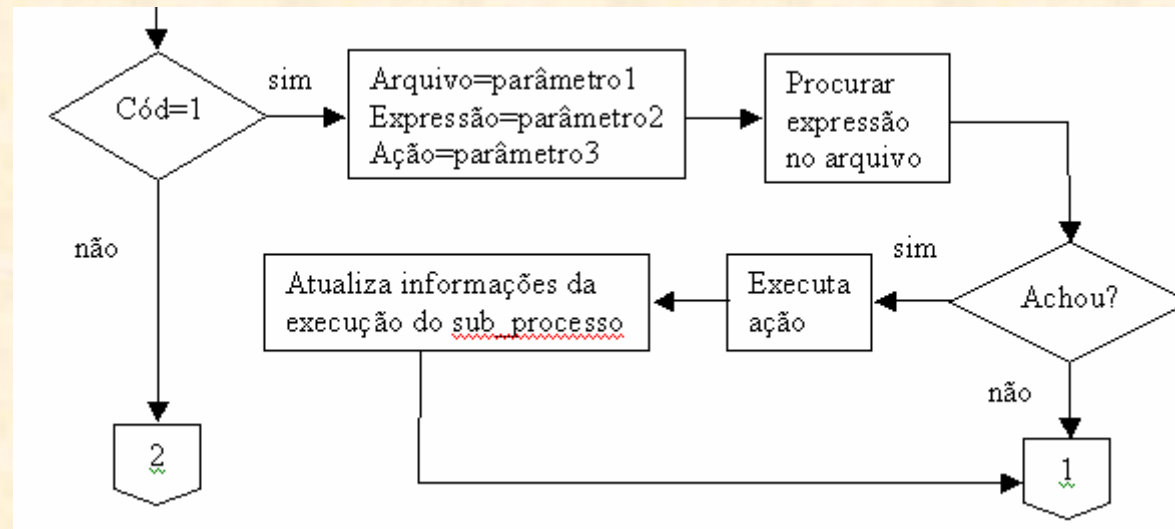 Cód=1
sim
Arquivo=parâmetro1
Expressão=parâmetro2
Ação=parâmetro3
Procurar
expressão
no arquivo
não
Achou?
sim
Executa
ação
Atualiza informações da
execução do sub_processo
não
2
1